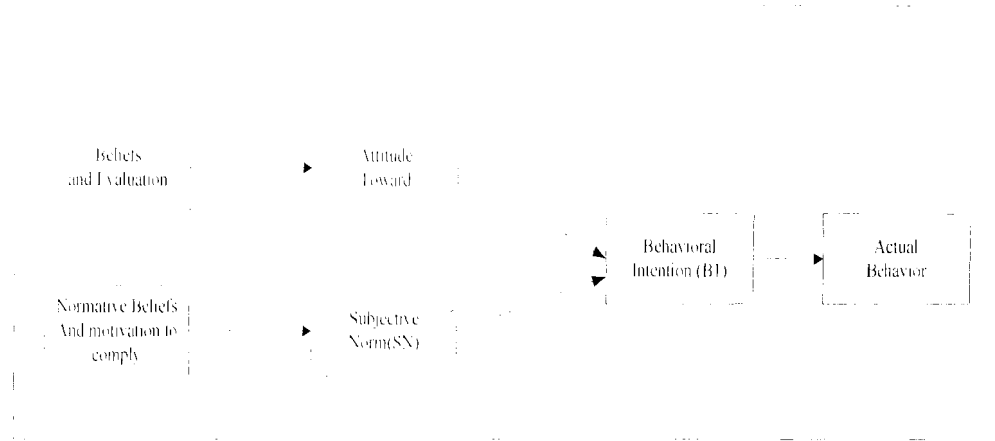 Beliefs
and Evaluation
Attitude
Toward
Behavioral
Intention (BI)
Actual
Behavior
Normative Beliefs
And motivation to
comply
Subjective
Norm(SN)